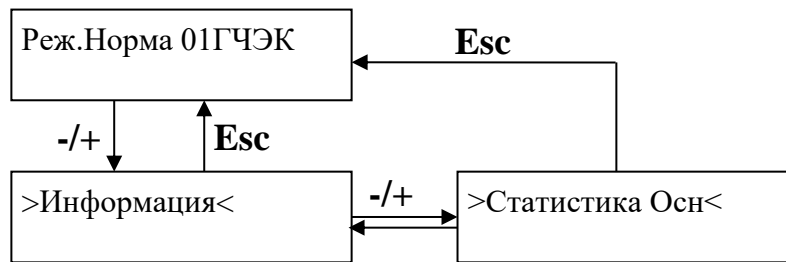 Реж.Норма 01ГЧЭК
Esc
-/+
Esc
>Информация<
-/+
>Статистика Осн<